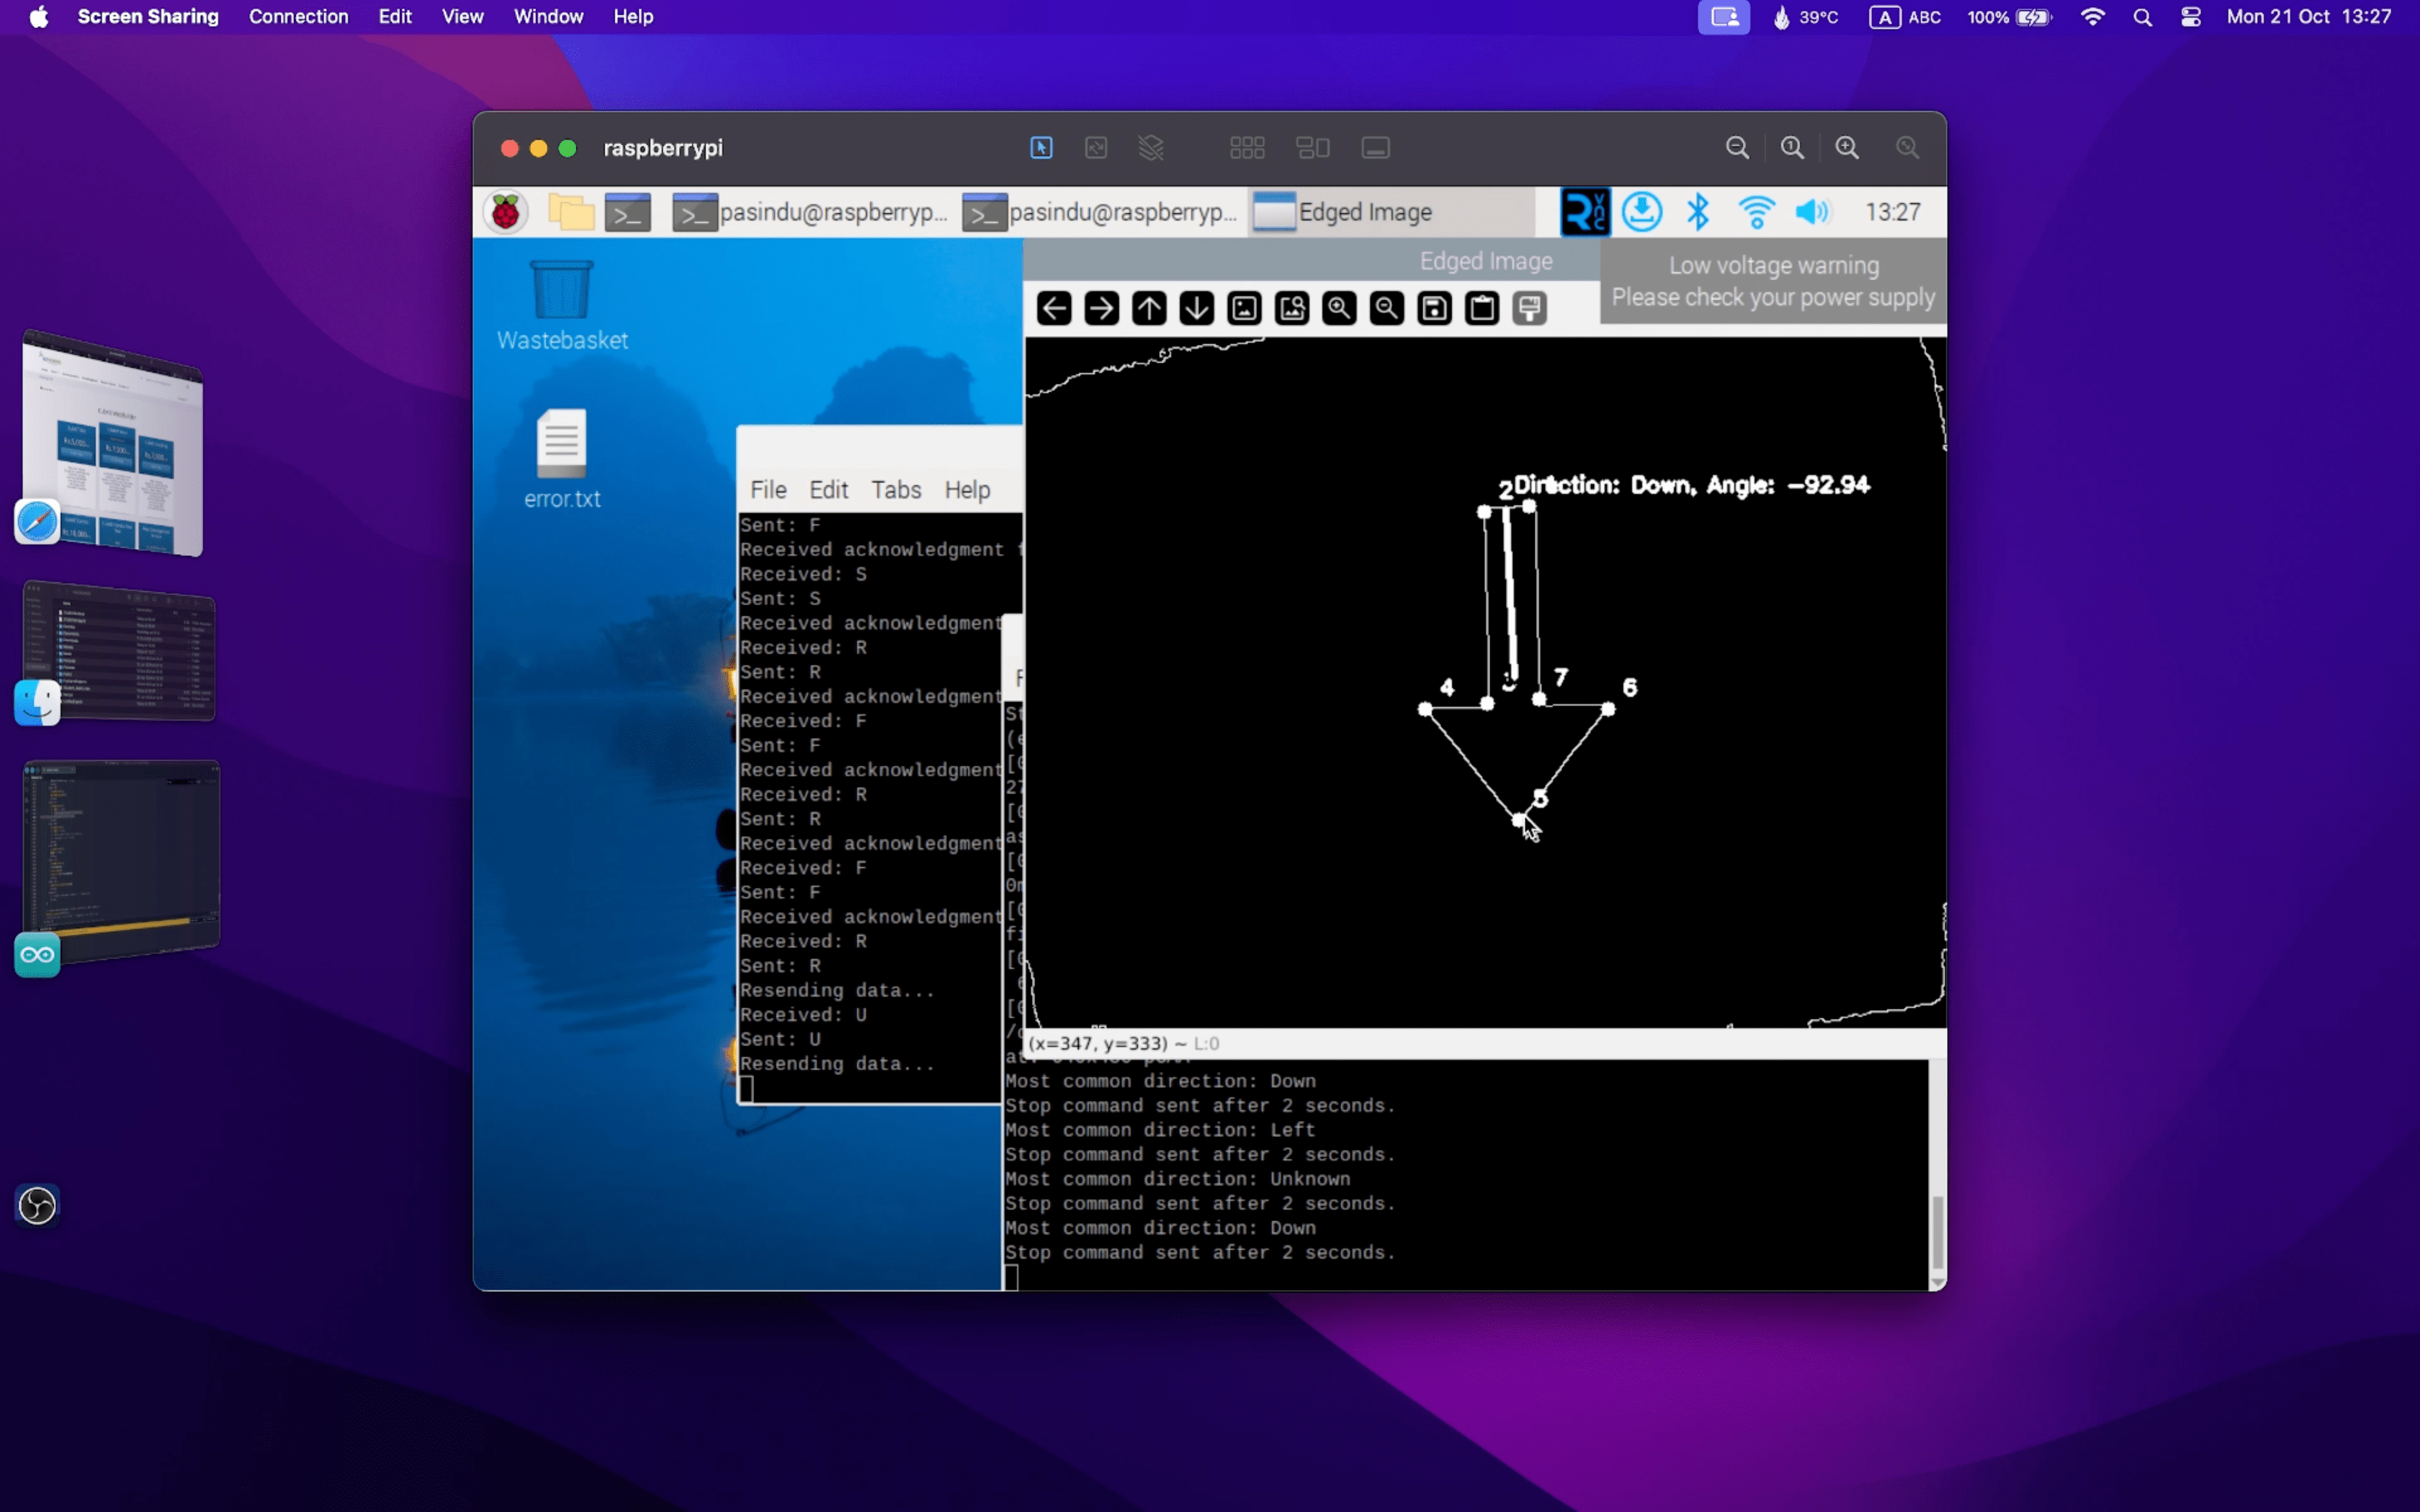 Screen Sharing Connection Edit View Window Help 39°C A ABC 100% Mon 21 Oct 13:27
raspberrypi
pasindu@raspberryp... pasindu@raspberryp... Edged Image VNC 13:27
Edged Image
Low voltage warning
Please check your power supply
Wastebasket
error.txt
File Edit Tabs Help
Sent: F
Received acknowledgment
Received: S
Sent: S
Received acknowledgment
Received: R
Sent: R
Received acknowledgment
Received: F
Sent: F
Received acknowledgment
Received: R
Sent: R
Received acknowledgment
Received: F
Sent: F
Received acknowledgment
Received: R
Sent: R
Resending data...
Received: U
Sent: U
Resending data...
2 Direction: Down, Angle: -92.94
4 7 6
5
(x=347, y=333) ~ L:0
Most common direction: Down
Stop command sent after 2 seconds.
Most common direction: Left
Stop command sent after 2 seconds.
Most common direction: Unknown
Stop command sent after 2 seconds.
Most common direction: Down
Stop command sent after 2 seconds.